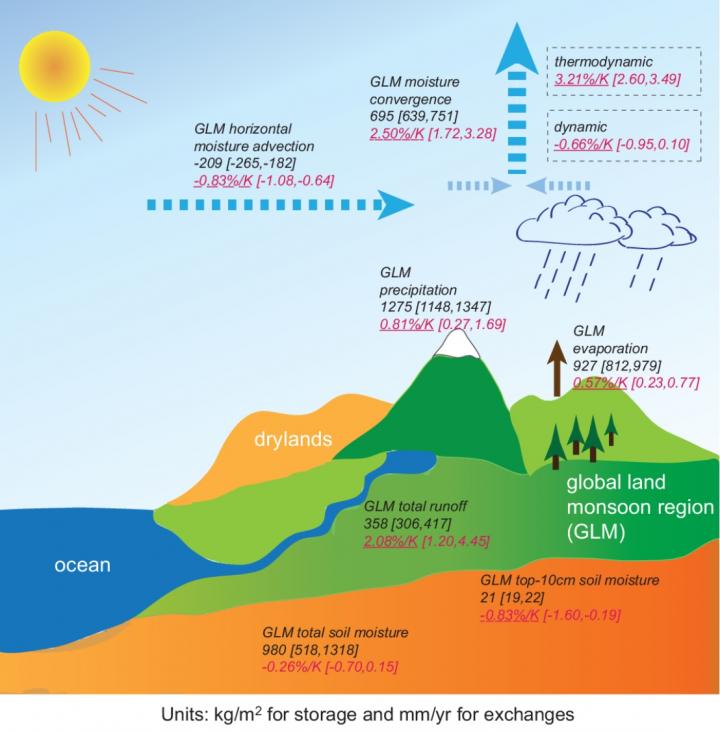 thermodynamic
3.21%/K [2.60,3.49]
GLM moisture
convergence
695 [639,751]
2.50%/K [1.72,3.28]
dynamic
-0.66%/K [-0.95,0.10]
GLM horizontal
moisture advection
-209 [-265,-182]
-0.83%/K [-1.08,-0.64]
GLM
precipitation
1275 [1148,1347]
0.81%/K [0.27,1.69]
GLM
evaporation
927 [812,979]
0.57%/K [0.23,0.77]
drylands
global land
monsoon region
(GLM)
GLM total runoff
358 [306,417]
2.08%/K [1.20,4.45]
ocean
GLM top-10cm soil moisture
21 [19,22]
-0.83%/K [-1.60,-0.19]
GLM total soil moisture
980 [518,1318]
-0.26%/K [-0.70,0.15]
Units: kg/m² for storage and mm/yr for exchanges